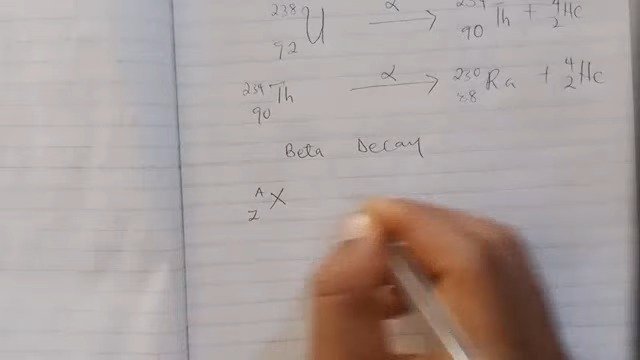 238 92 U α → 234 90 Th + 4 2 He
234 90 Th α → 230 88 Ra + 4 2 He
Beta Decay
A Z X